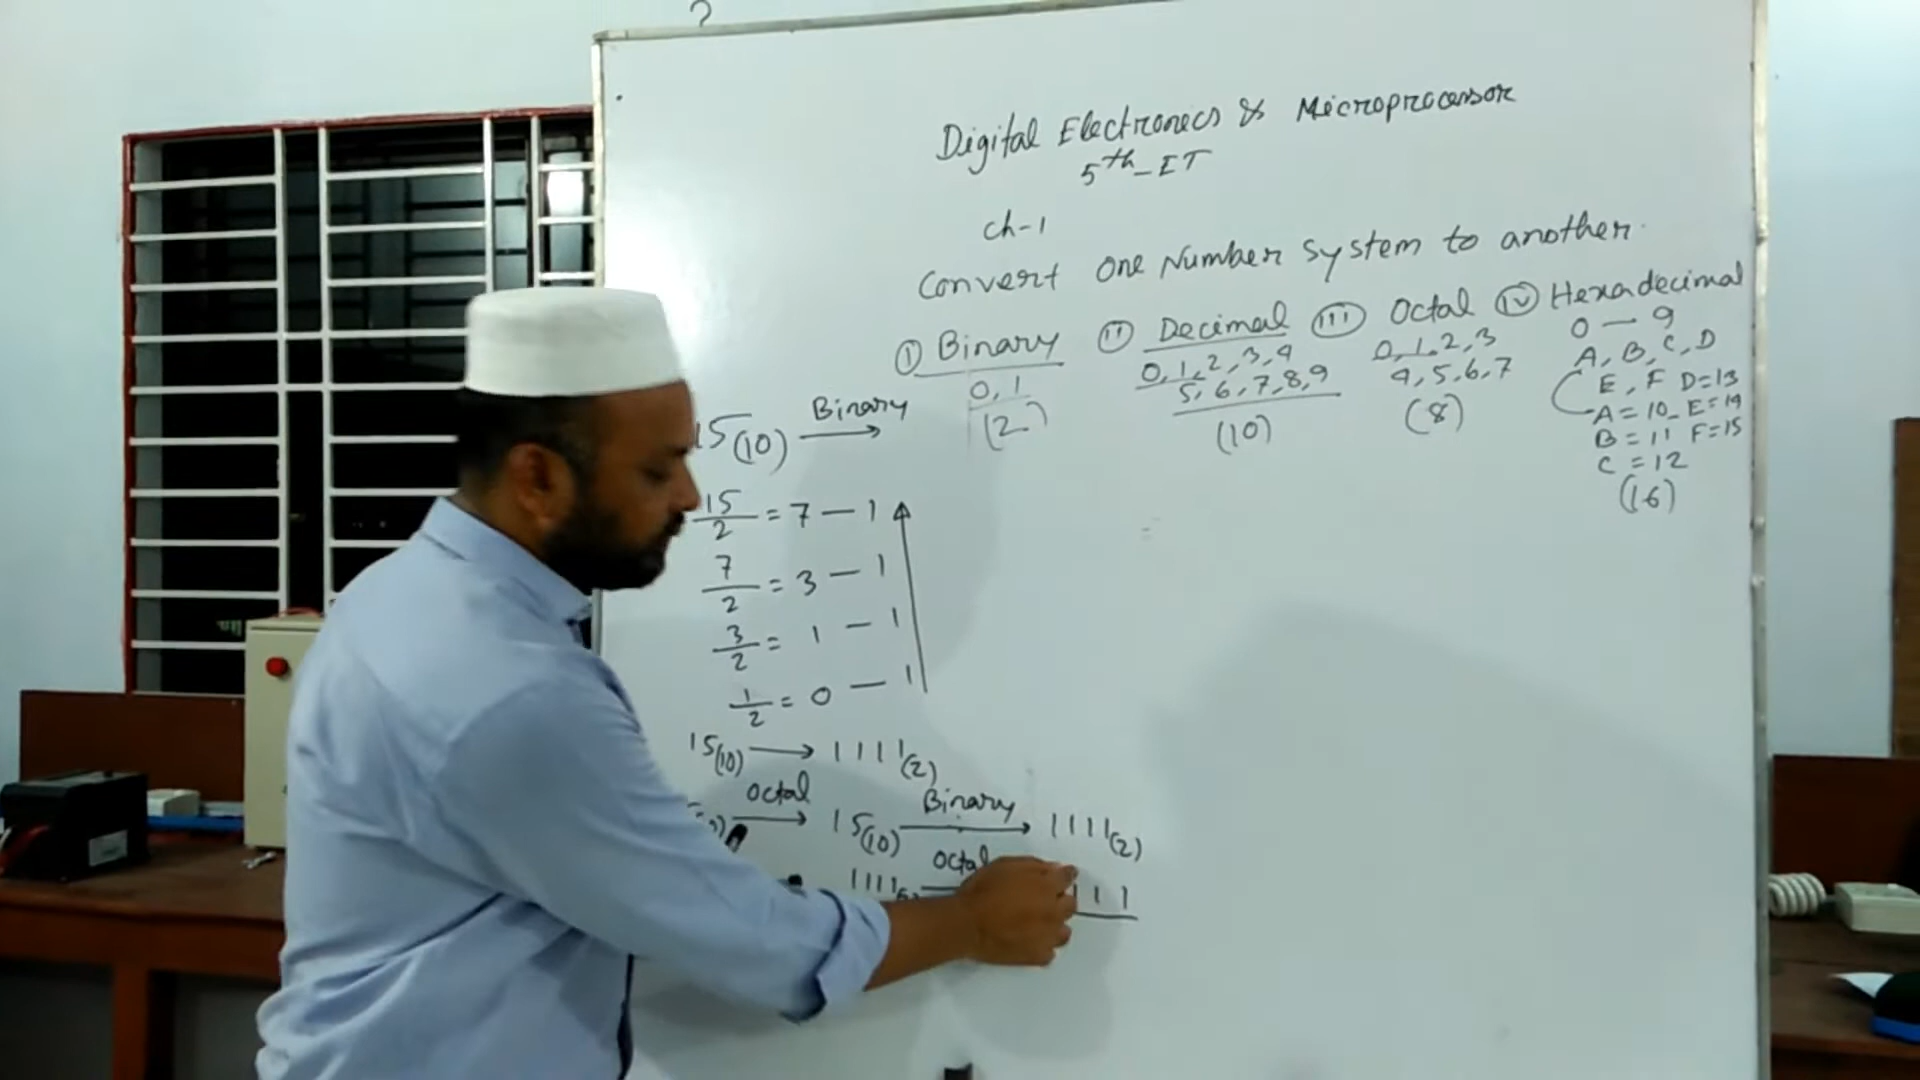 Digital Electronics & Microprocessor
5th - ET
Ch-1
Convert One Number System to another.
(i) Binary (ii) Decimal (iii) Octal (iv) Hexadecimal
0, 1
(2)
0, 1, 2, 3, 4
5, 6, 7, 8, 9
(10)
0, 1, 2, 3
4, 5, 6, 7
(8)
0 — 9
A, B, C, D
E, F D=13
A=10 E=14
B=11 F=15
C=12
(16)
15(10) → Binary
15/2 = 7 — 1
7/2 = 3 — 1
3/2 = 1 — 1
1/2 = 0 — 1
15(10) → 1111(2)
Octal → 15(10) Binary → 1111(2)
1111 Octal 111